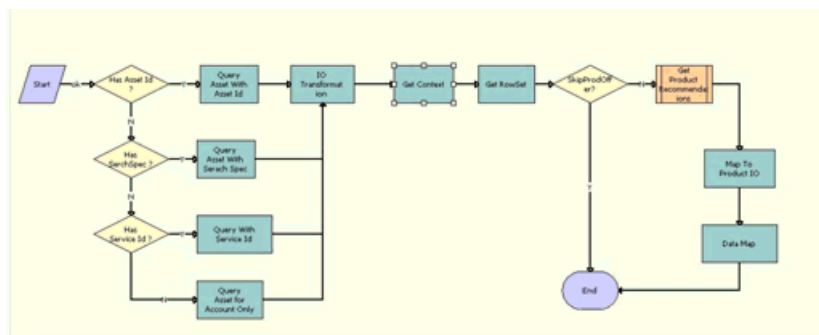 Start
ok
Has Asset Id
?
Y
Query
Asset With
Asset Id
IO
Transformat
ion
Get Context
Get RowSet
SkipProdOff
er?
N
Get
Product
Recommenda
ions
N
Has
SerchSpec ?
Y
Query
Asset With
Serach Spec
Map To
Product IO
N
Y
Has
Service Id ?
Y
Query With
Service Id
Data Map
N
Query
Asset for
Account Only
End